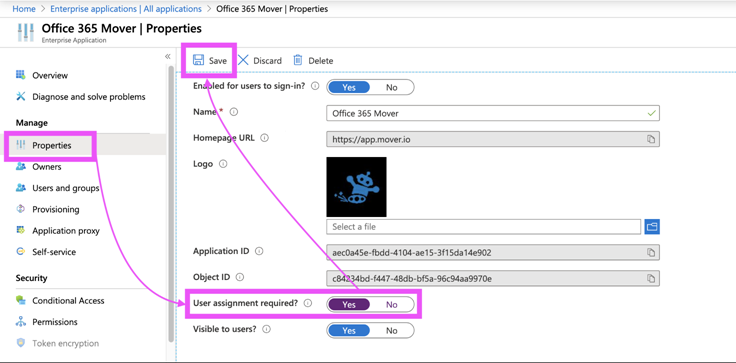 Home > Enterprise applications | All applications > Office 365 Mover | Properties
Office 365 Mover | Properties
Enterprise Application
«
Overview
Diagnose and solve problems
Manage
Properties
Owners
Users and groups
Provisioning
Application proxy
Self-service
Security
Conditional Access
Permissions
Token encryption
Save Discard Delete
Enabled for users to sign-in? Yes No
Name * Office 365 Mover
Homepage URL https://app.mover.io
Logo
Select a file
Application ID aec0a45e-fbdd-4104-ae15-3f15da14e902
Object ID c84234bd-f447-48db-bf5a-96c94aa9970e
User assignment required? Yes No
Visible to users? Yes No